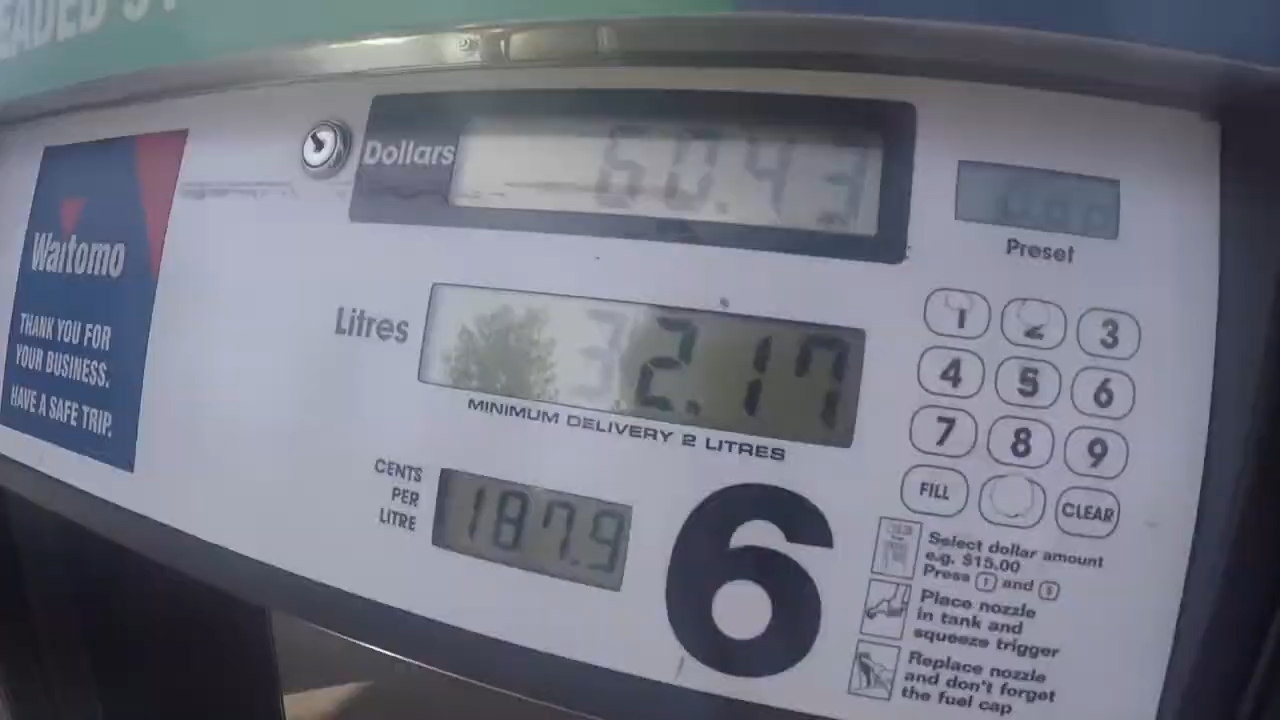 EADED 91
Dollars
60.43
Preset
Waitomo
THANK YOU FOR
YOUR BUSINESS.
HAVE A SAFE TRIP.
Litres
32.17
MINIMUM DELIVERY 2 LITRES
CENTS
PER
LITRE
187.9
6
1 2 3
4 5 6
7 8 9
FILL
CLEAR
Select dollar amount
e.g. $15.00
Press 1 and 5
Place nozzle
in tank and
squeeze trigger
Replace nozzle
and don't forget
the fuel cap